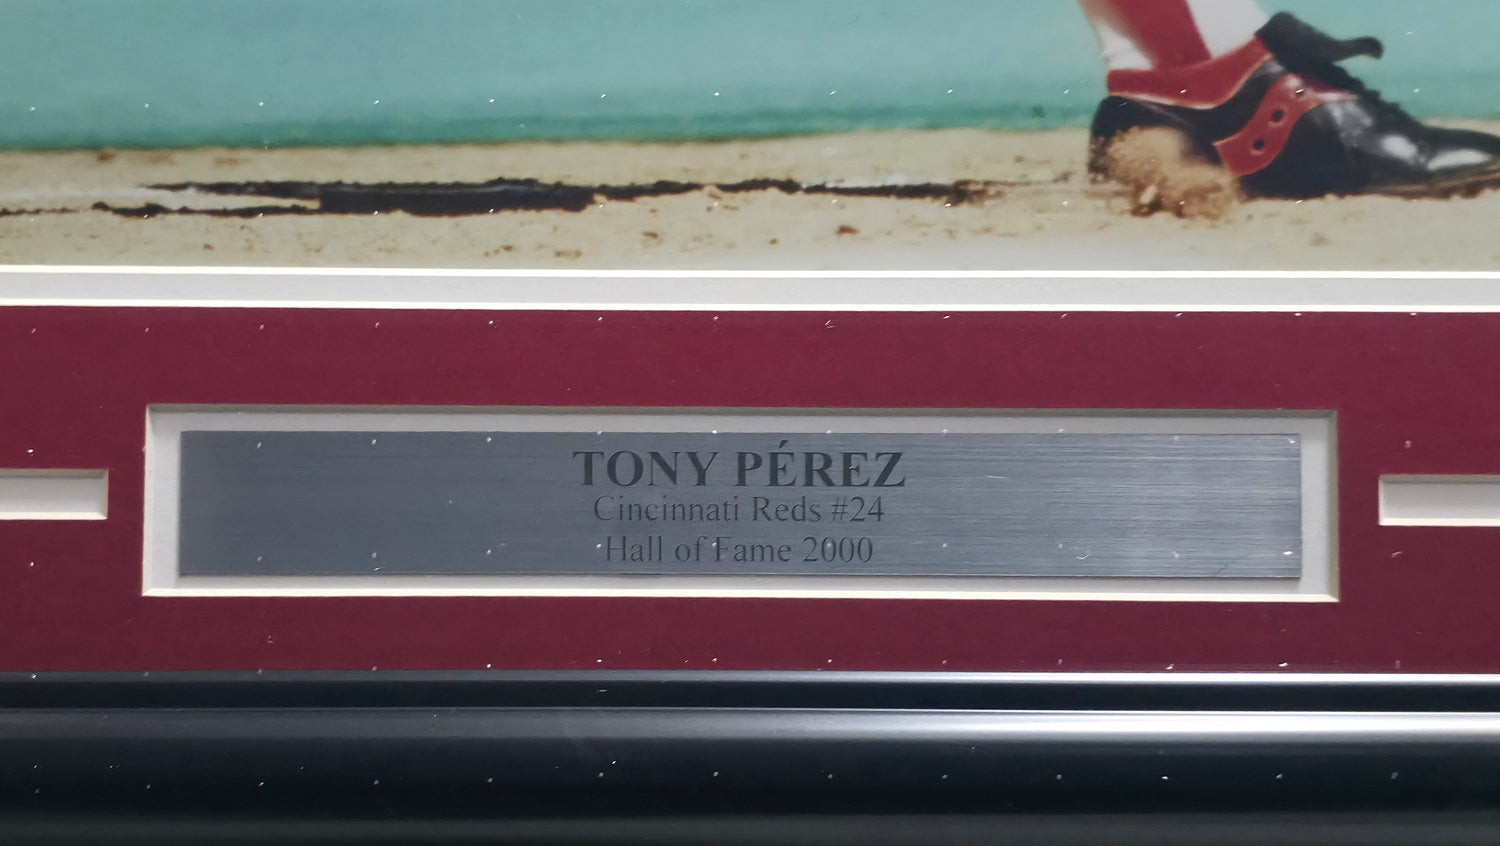 TONY PÉREZ
Cincinnati Reds #24
Hall of Fame 2000